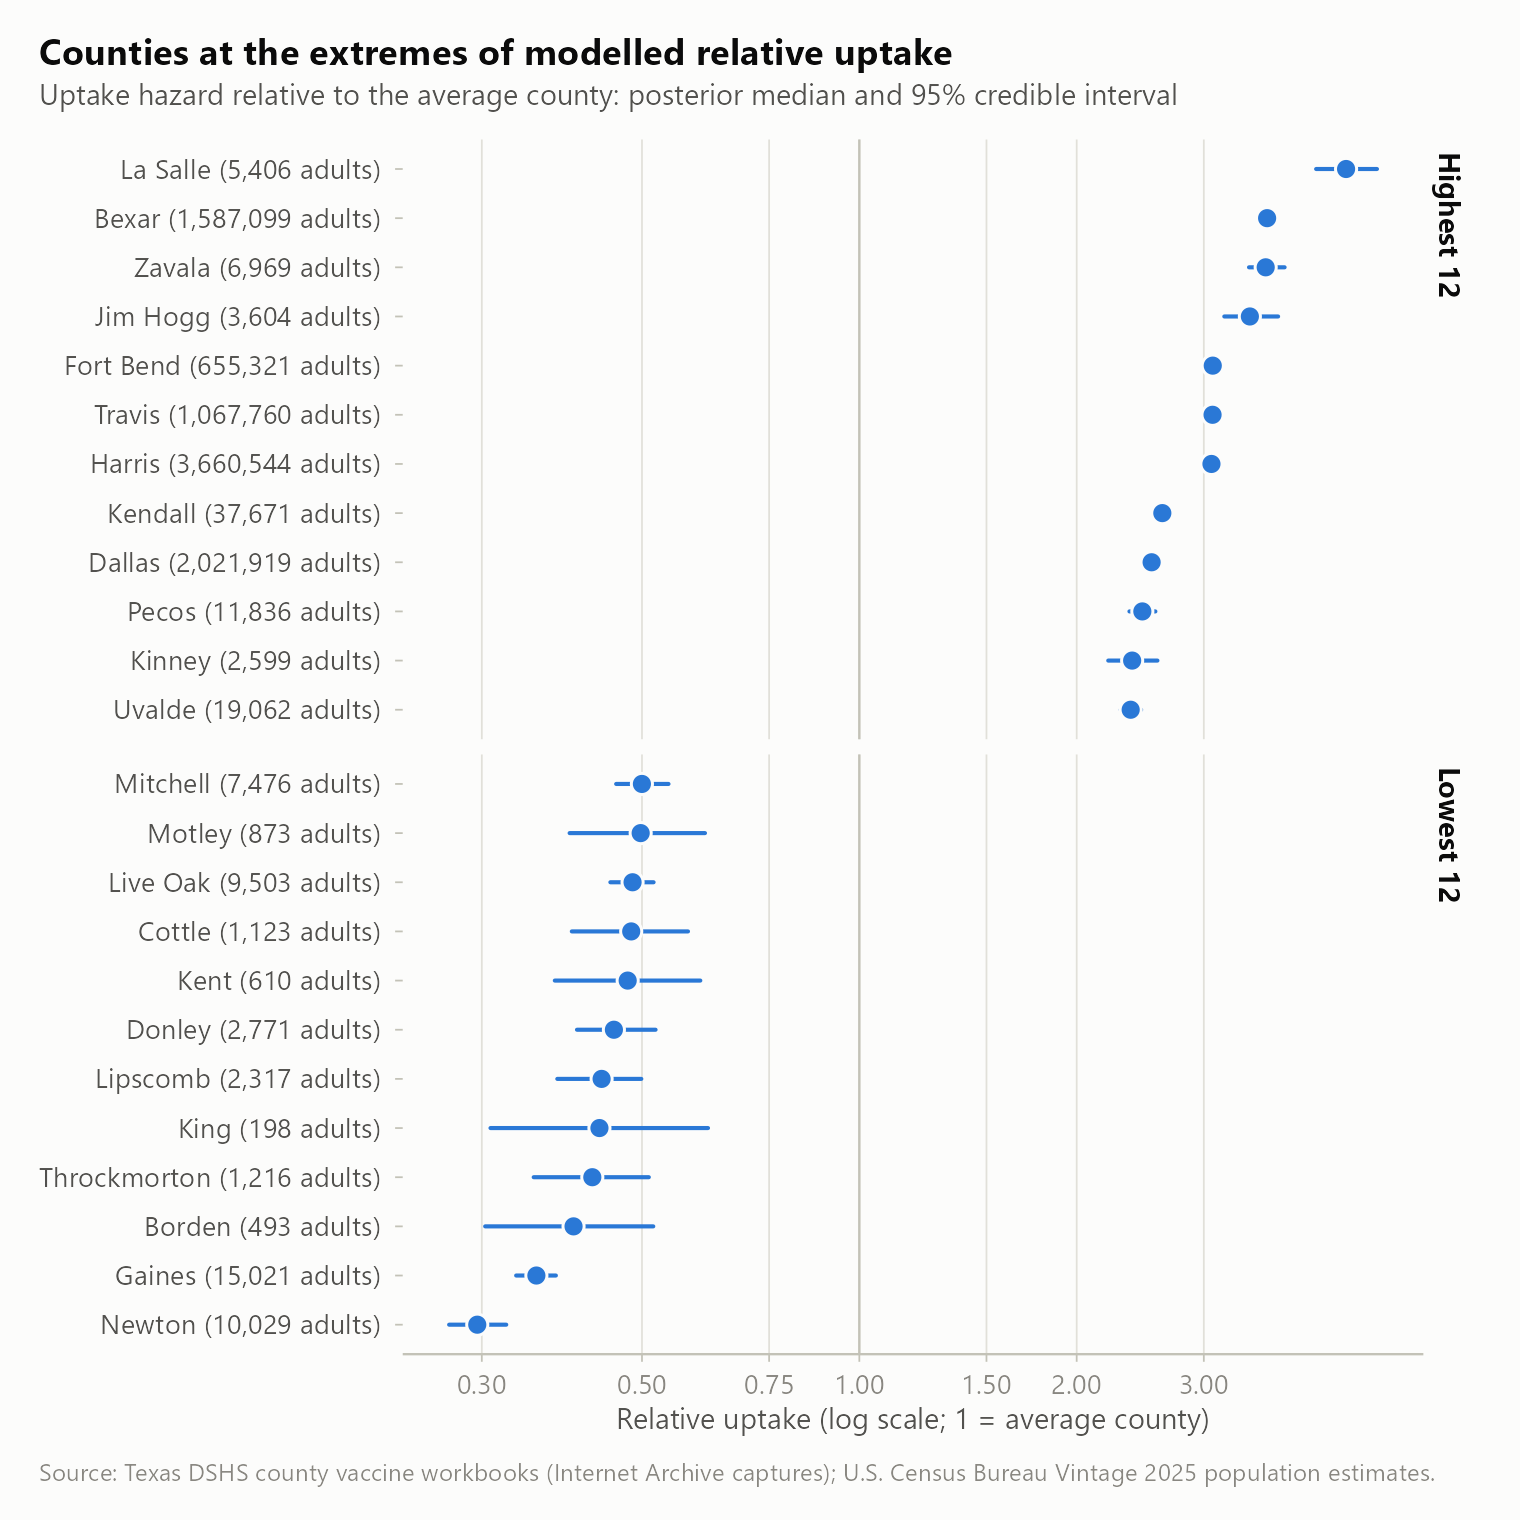 Counties at the extremes of modelled relative uptake
Uptake hazard relative to the average county: posterior median and 95% credible interval
Highest 12
La Salle (5,406 adults)
Bexar (1,587,099 adults)
Zavala (6,969 adults)
Jim Hogg (3,604 adults)
Fort Bend (655,321 adults)
Travis (1,067,760 adults)
Harris (3,660,544 adults)
Kendall (37,671 adults)
Dallas (2,021,919 adults)
Pecos (11,836 adults)
Kinney (2,599 adults)
Uvalde (19,062 adults)
Lowest 12
Mitchell (7,476 adults)
Motley (873 adults)
Live Oak (9,503 adults)
Cottle (1,123 adults)
Kent (610 adults)
Donley (2,771 adults)
Lipscomb (2,317 adults)
King (198 adults)
Throckmorton (1,216 adults)
Borden (493 adults)
Gaines (15,021 adults)
Newton (10,029 adults)
0.30 0.50 0.75 1.00 1.50 2.00 3.00
Relative uptake (log scale; 1 = average county)
Source: Texas DSHS county vaccine workbooks (Internet Archive captures); U.S. Census Bureau Vintage 2025 population estimates.